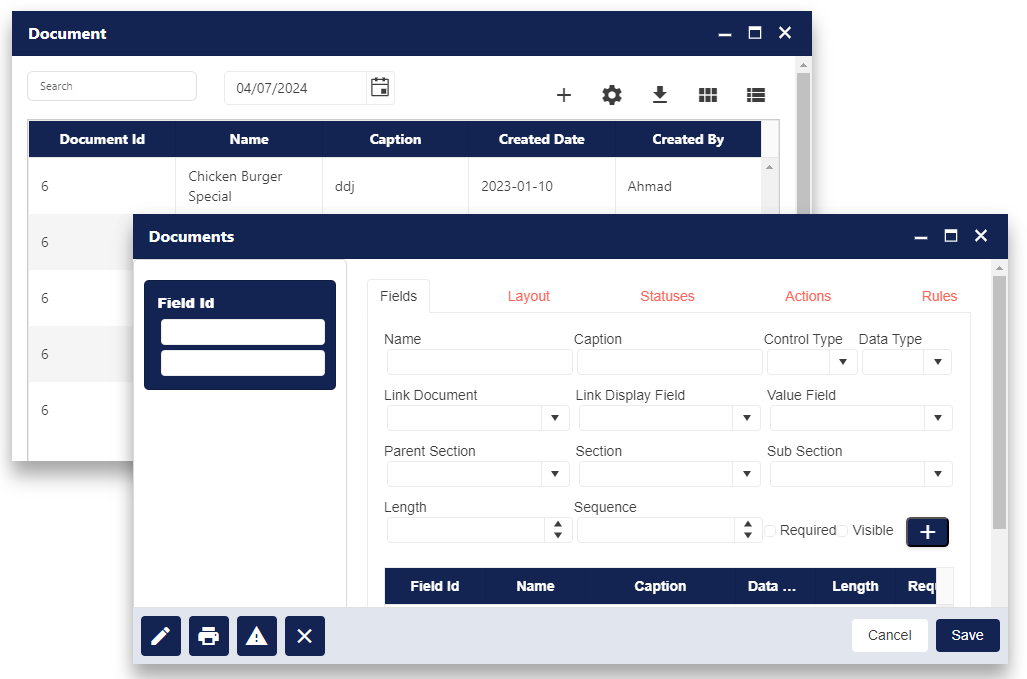 Document
Search
04/07/2024
Document Id Name Caption Created Date Created By
6 Chicken Burger Special ddj 2023-01-10 Ahmad
6
6
6
6
Documents
Field Id
Fields Layout Statuses Actions Rules
Name Caption Control Type Data Type
Link Document Link Display Field Value Field
Parent Section Section Sub Section
Length Sequence
Required Visible
Field Id Name Caption Data ... Length Requ
Cancel Save